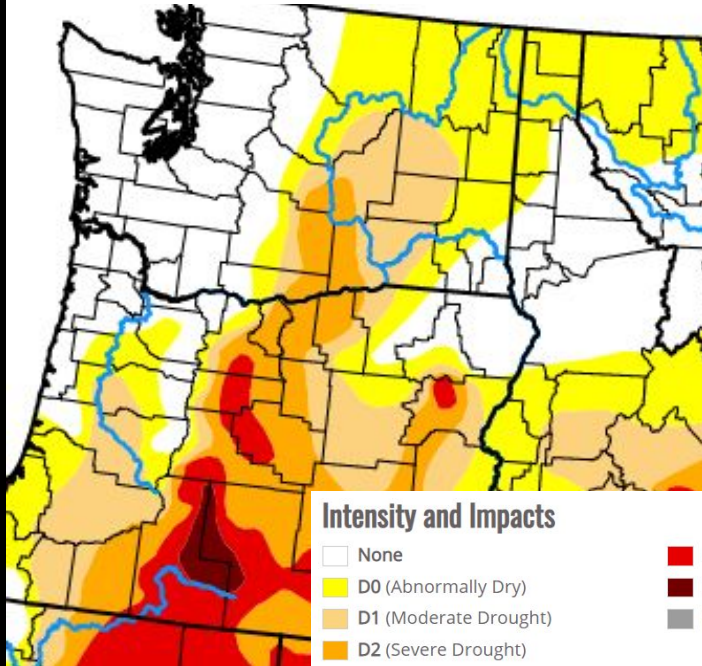 Intensity and Impacts
None
D0 (Abnormally Dry)
D1 (Moderate Drought)
D2 (Severe Drought)